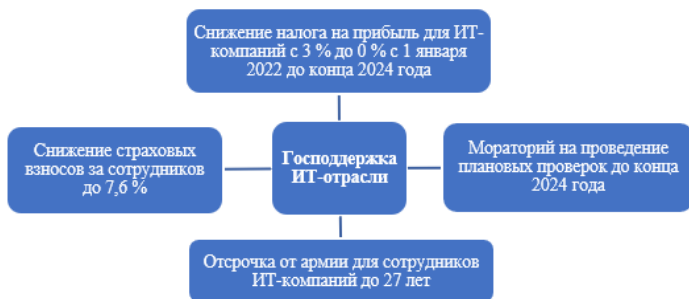 Снижение налога на прибыль для ИТ-
компаний с 3 % до 0 % с 1 января
2022 до конца 2024 года
Снижение страховых
взносов за сотрудников
до 7,6 %
Господдержка
ИТ-отрасли
Мораторий на проведение
плановых проверок до конца
2024 года
Отсрочка от армии для сотрудников
ИТ-компаний до 27 лет